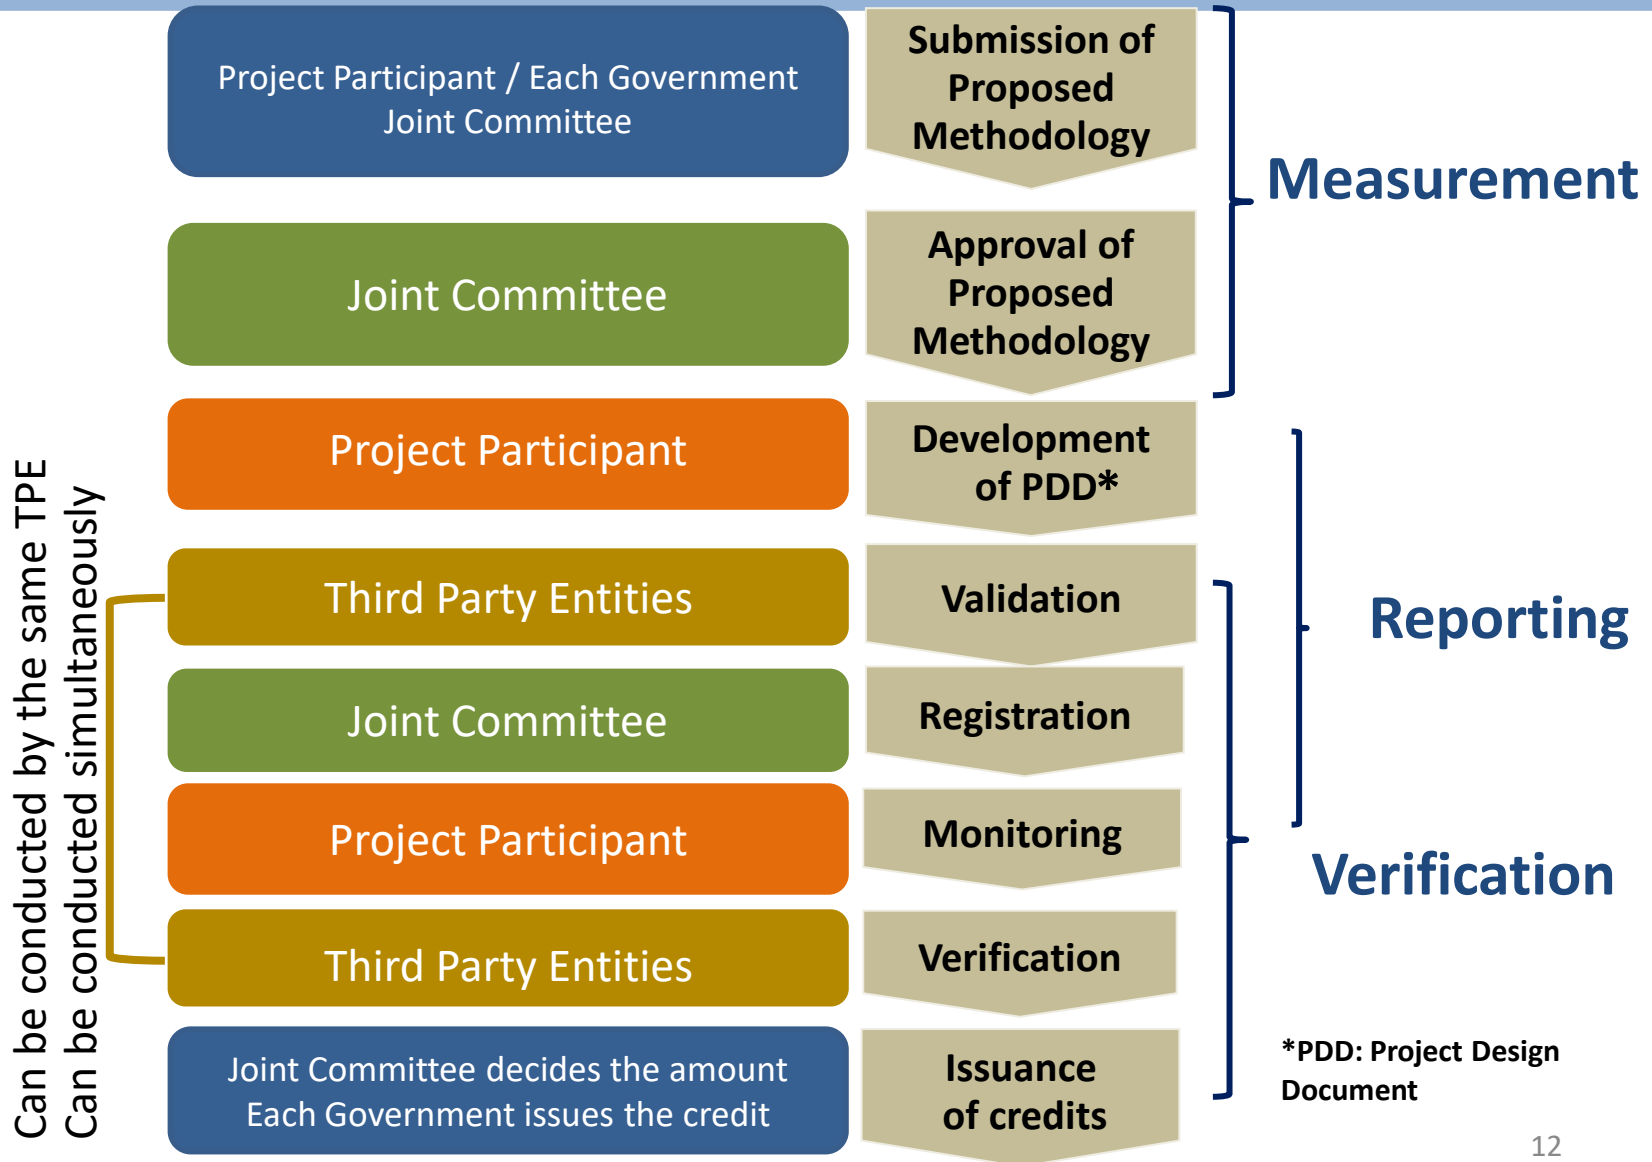 Project Participant / Each Government
Joint Committee
Submission of
Proposed
Methodology
Measurement
Joint Committee
Approval of
Proposed
Methodology
Project Participant
Development
of PDD*
Third Party Entities
Validation
Reporting
Joint Committee
Registration
Project Participant
Monitoring
Verification
Third Party Entities
Verification
Joint Committee decides the amount
Each Government issues the credit
Issuance
of credits
*PDD: Project Design
Document
Can be conducted by the same TPE
Can be conducted simultaneously
12